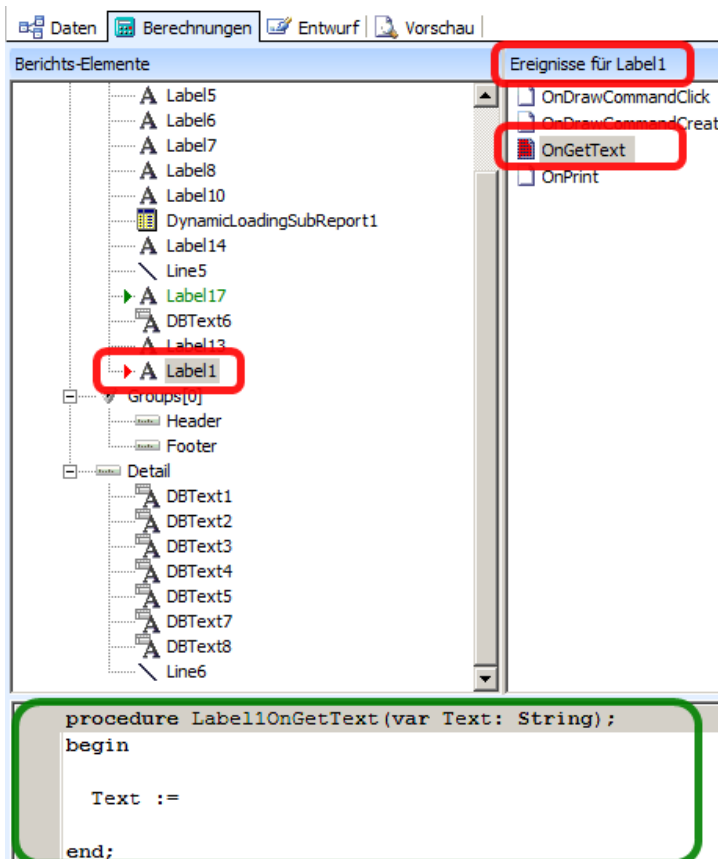 Daten Berechnungen Entwurf Vorschau
Berichts-Elemente
Label5
Label6
Label7
Label8
Label10
DynamicLoadingSubReport1
Label14
Line5
Label17
DBText6
Label13
Label1
Groups[0]
Header
Footer
Detail
DBText1
DBText2
DBText3
DBText4
DBText5
DBText7
DBText8
Line6
Ereignisse für Label1
OnDrawCommandClick
OnDrawCommandCreat
OnGetText
OnPrint
procedure Label1OnGetText(var Text: String);
begin
Text :=
end;